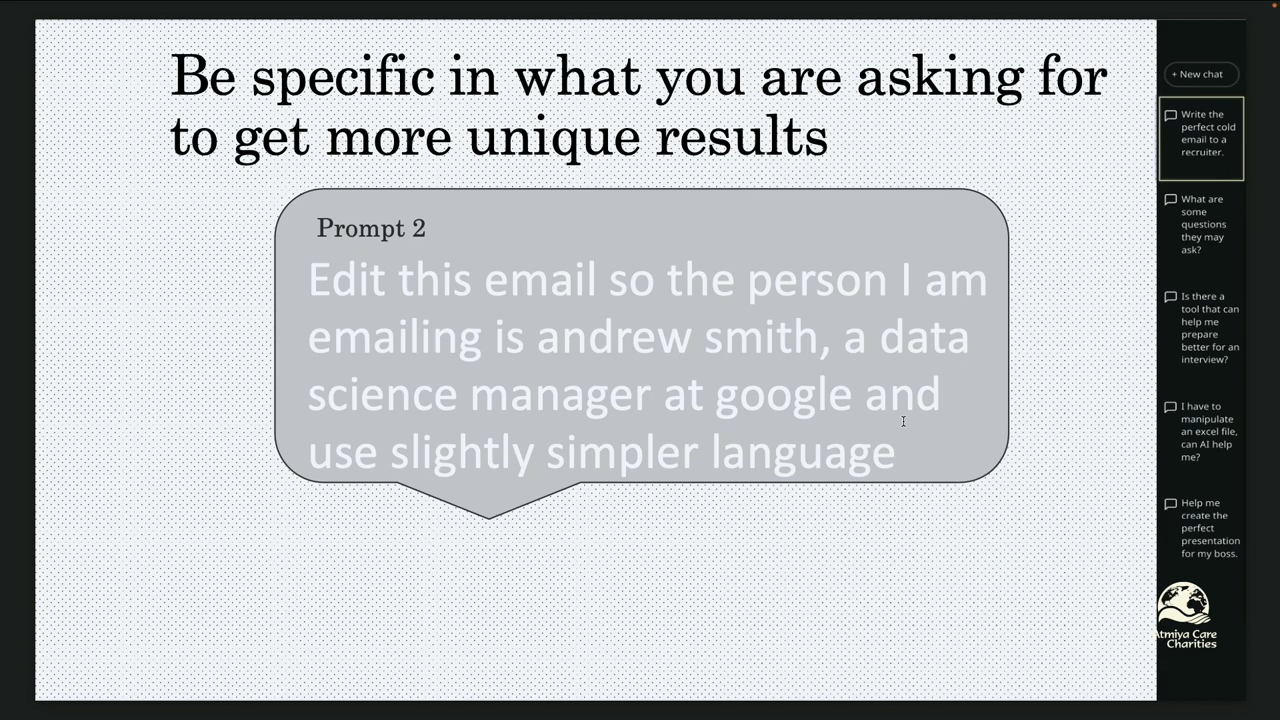 Be specific in what you are asking for
to get more unique results
Prompt 2
Edit this email so the person I am
emailing is andrew smith, a data
science manager at google and
use slightly simpler language
+ New chat
Write the
perfect cold
email to a
recruiter.
What are
some
questions
they may
ask?
Is there a
tool that can
help me
prepare
better for an
interview?
I have to
manipulate
an excel file,
can AI help
me?
Help me
create the
perfect
presentation
for my boss.
Atmiya Care
Charities